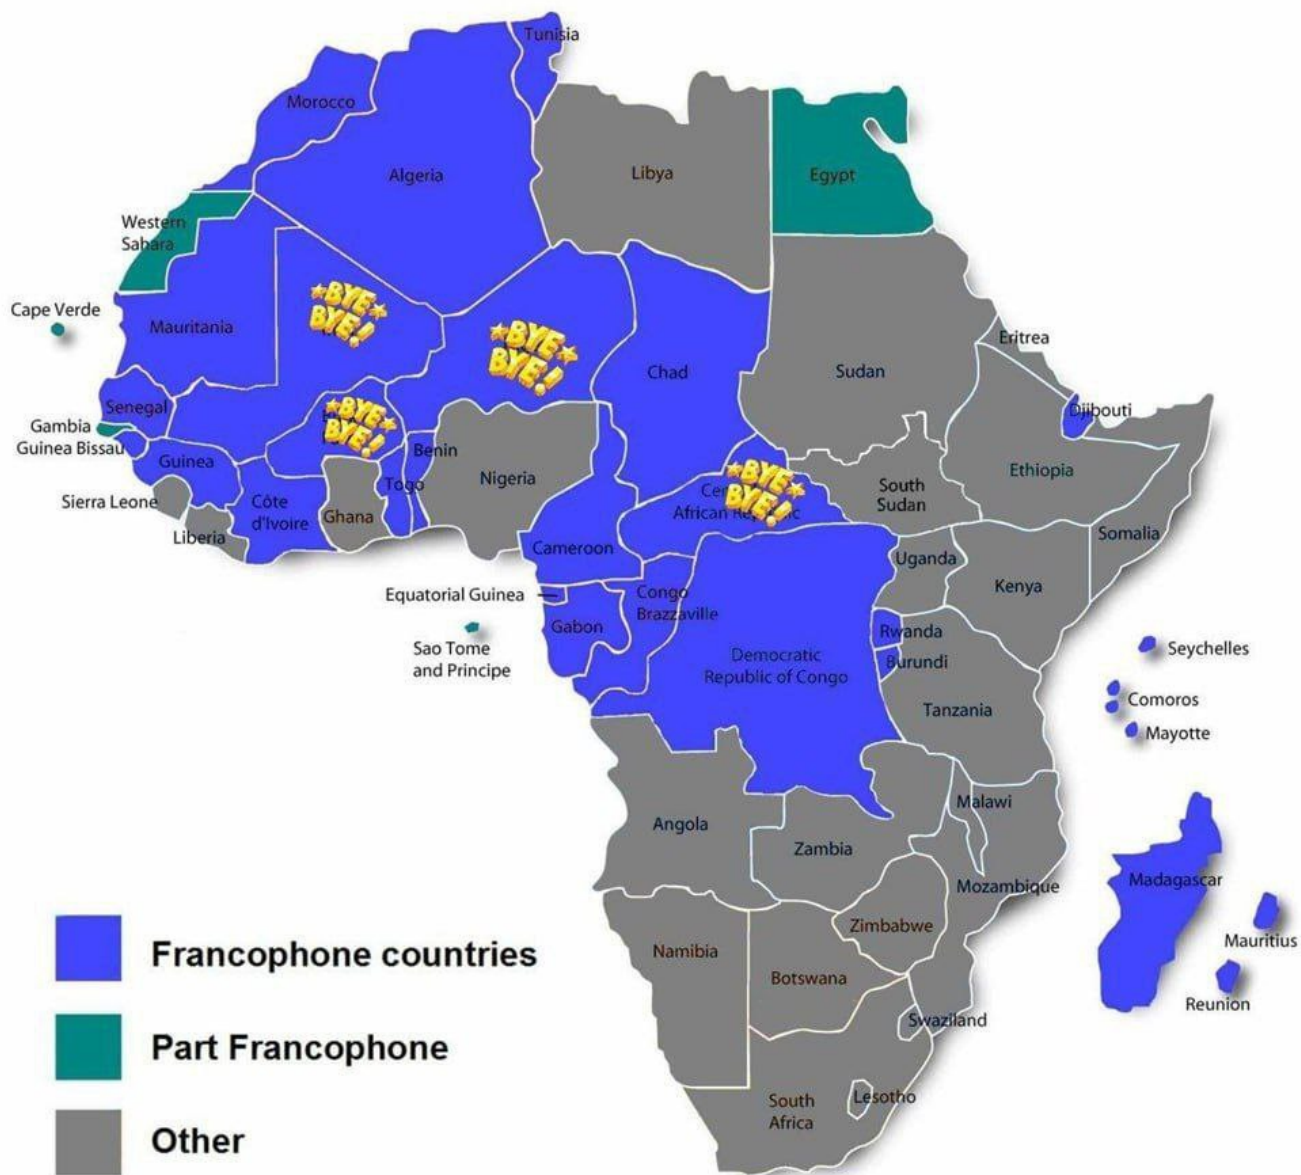 Tunisia
Morocco
Algeria
Libya
Egypt
Western
Sahara
Cape Verde
Mauritania
BYE
BYE!
BYE
BYE!
Chad
Sudan
Eritrea
Senegal
BYE
BYE!
Djibouti
Gambia
Guinea Bissau
Guinea
Benin
Nigeria
Togo
Ethiopia
Sierra Leone
Côte
d'Ivoire
Ghana
BYE
BYE!
African
South
Sudan
Liberia
Cameroon
Somalia
Uganda
Kenya
Equatorial Guinea
Congo
Brazzaville
Gabon
Rwanda
Sao Tome
and Principe
Democratic
Republic of Congo
Burundi
Seychelles
Comoros
Tanzania
Mayotte
Malawi
Angola
Zambia
Mozambique
Madagascar
Zimbabwe
Mauritius
Namibia
Botswana
Reunion
Swaziland
South
Africa
Lesotho
Francophone countries
Part Francophone
Other